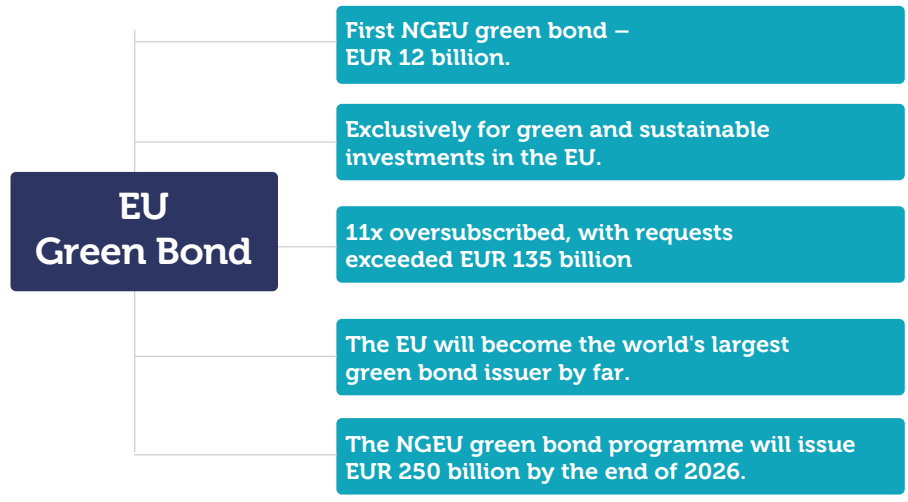 First NGEU green bond –
EUR 12 billion.
Exclusively for green and sustainable
investments in the EU.
EU
Green Bond
11x oversubscribed, with requests
exceeded EUR 135 billion
The EU will become the world's largest
green bond issuer by far.
The NGEU green bond programme will issue
EUR 250 billion by the end of 2026.